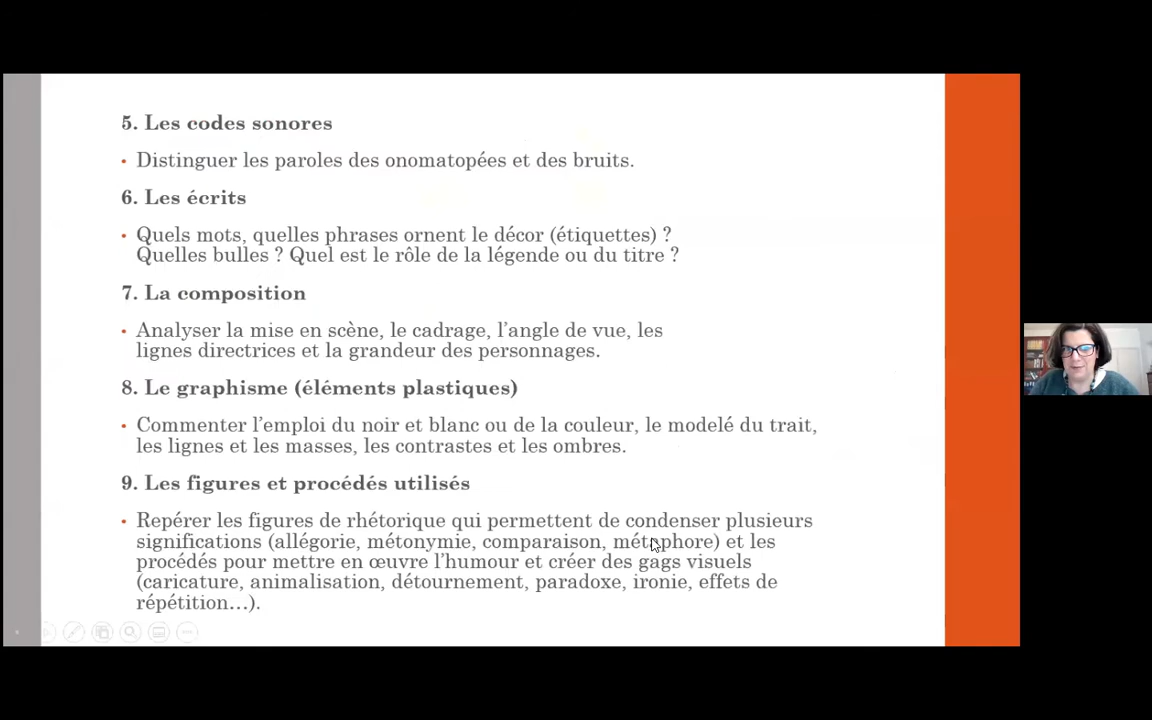 5. Les codes sonores
• Distinguer les paroles des onomatopées et des bruits.
6. Les écrits
• Quels mots, quelles phrases ornent le décor (étiquettes) ?
Quelles bulles ? Quel est le rôle de la légende ou du titre ?
7. La composition
• Analyser la mise en scène, le cadrage, l’angle de vue, les
lignes directrices et la grandeur des personnages.
8. Le graphisme (éléments plastiques)
• Commenter l’emploi du noir et blanc ou de la couleur, le modelé du trait,
les lignes et les masses, les contrastes et les ombres.
9. Les figures et procédés utilisés
• Repérer les figures de rhétorique qui permettent de condenser plusieurs
significations (allégorie, métonymie, comparaison, métaphore) et les
procédés pour mettre en œuvre l’humour et créer des gags visuels
(caricature, animalisation, détournement, paradoxe, ironie, effets de
répétition…).